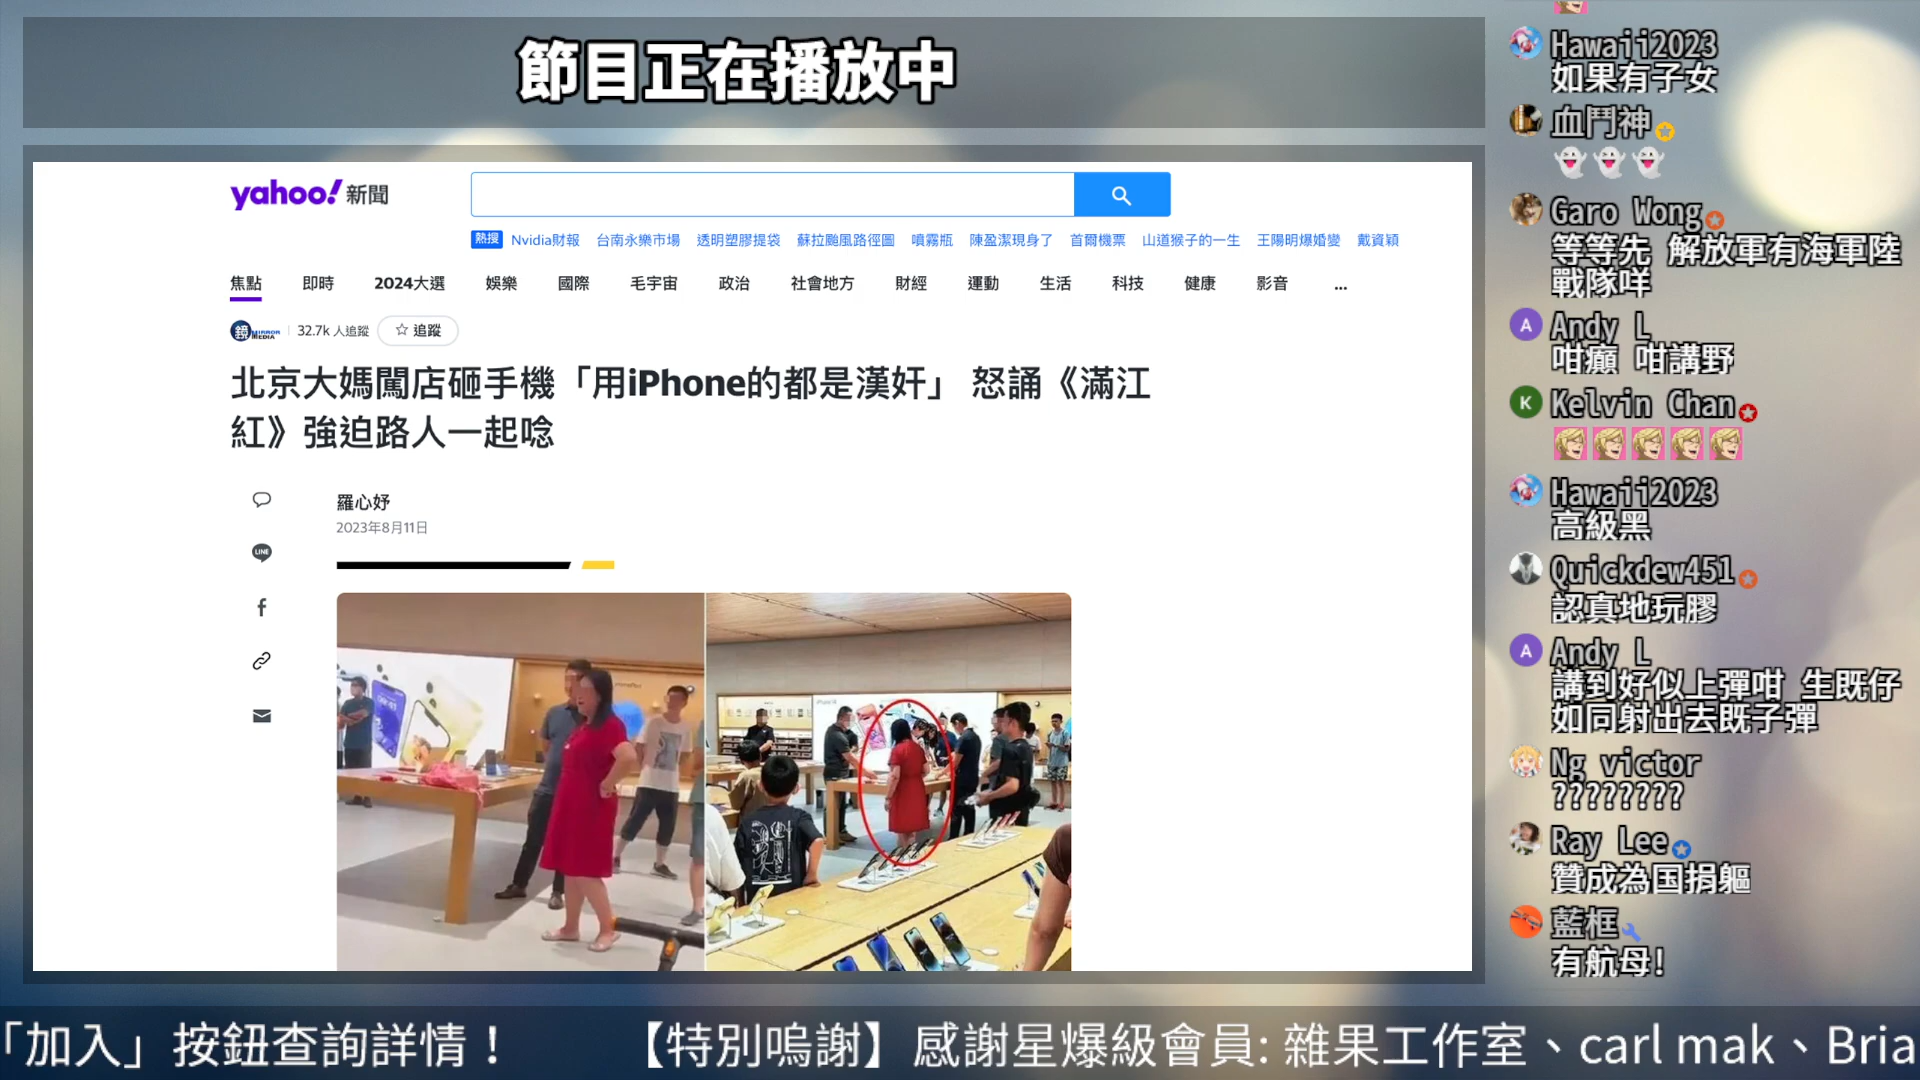 節目正在播放中
yahoo!新聞
熱搜 Nvidia財報 台南永樂市場 透明塑膠提袋 蘇拉颱風路徑圖 噴霧瓶 陳盈潔現身了 首爾機票 山道猴子的一生 王陽明爆婚變 戴資穎
焦點 即時 2024大選 娛樂 國際 毛宇宙 政治 社會地方 財經 運動 生活 科技 健康 影音 ...
鏡 MIRROR MEDIA 32.7k 人追蹤 ☆ 追蹤
北京大媽闖店砸手機「用iPhone的都是漢奸」 怒誦《滿江
紅》強迫路人一起唸
羅心妤
2023年8月11日
LINE
Hawaii2023
如果有子女
血鬥神
Garo Wong
等等先 解放軍有海軍陸
戰隊咩
A Andy L
咁癲 咁講野
K Kelvin Chan
Hawaii2023
高級黑
Quickdew451
認真地玩膠
A Andy L
講到好似上彈咁 生既仔
如同射出去既子彈
Ng victor
????????
Ray Lee
贊成為国捐軀
藍框
有航母!
「加入」按鈕查詢詳情！ 【特別鳴謝】感謝星爆級會員: 雜果工作室、carl mak、Bria